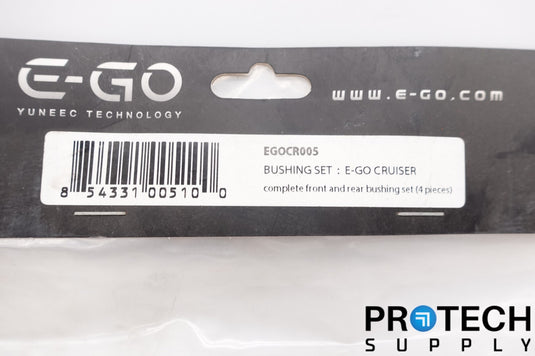 E-GO
YUNEEC TECHNOLOGY
www.E-GO.com
EGOCR005
BUSHING SET : E-GO CRUISER
complete front and rear bushing set (4 pieces)
8 54331 00510 0
PROTECH
SUPPLY